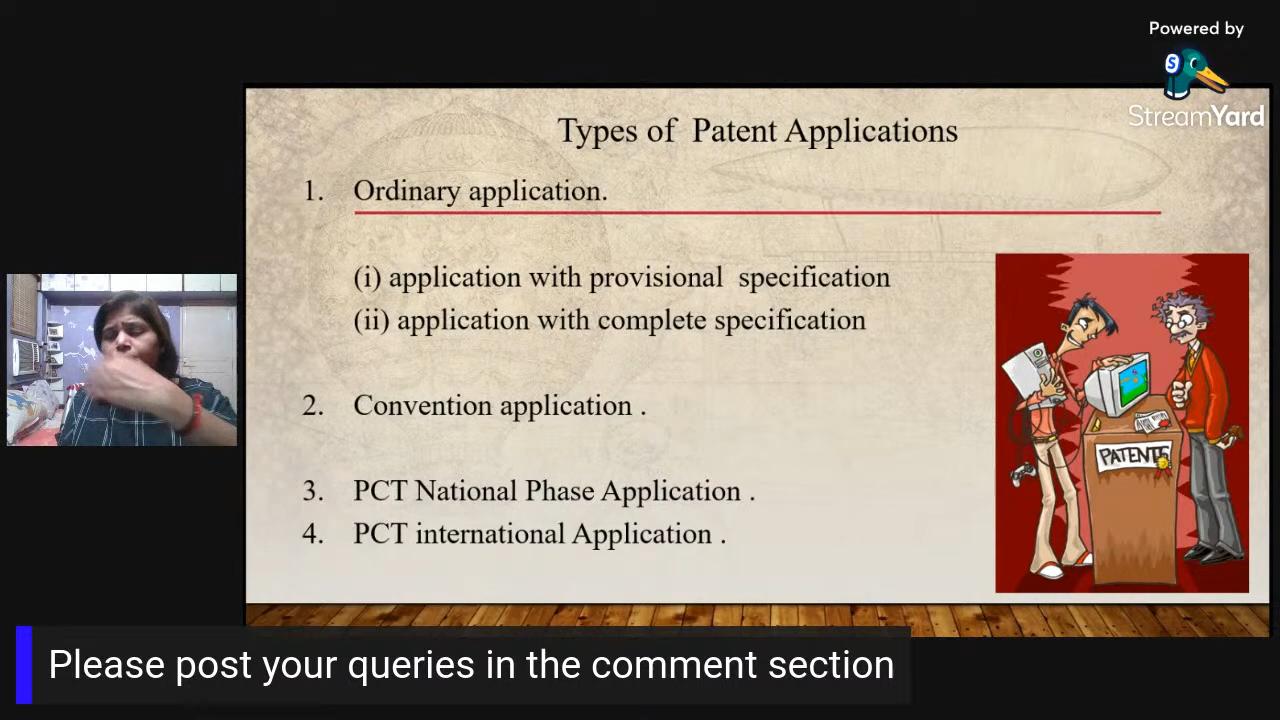 Powered by
S
StreamYard
Types of Patent Applications
1. Ordinary application.
(i) application with provisional specification
(ii) application with complete specification
2. Convention application .
3. PCT National Phase Application .
4. PCT international Application .
PATENTS
Please post your queries in the comment section